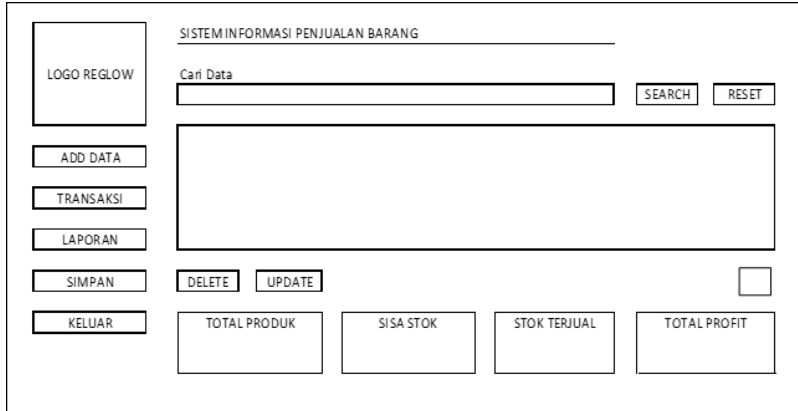 SISTEM INFORMASI PENJUALAN BARANG
LOGO REGLOW
Cari Data
SEARCH
RESET
ADD DATA
TRANSAKSI
LAPORAN
SIMPAN
DELETE
UPDATE
KELUAR
TOTAL PRODUK
SISA STOK
STOK TERJUAL
TOTAL PROFIT